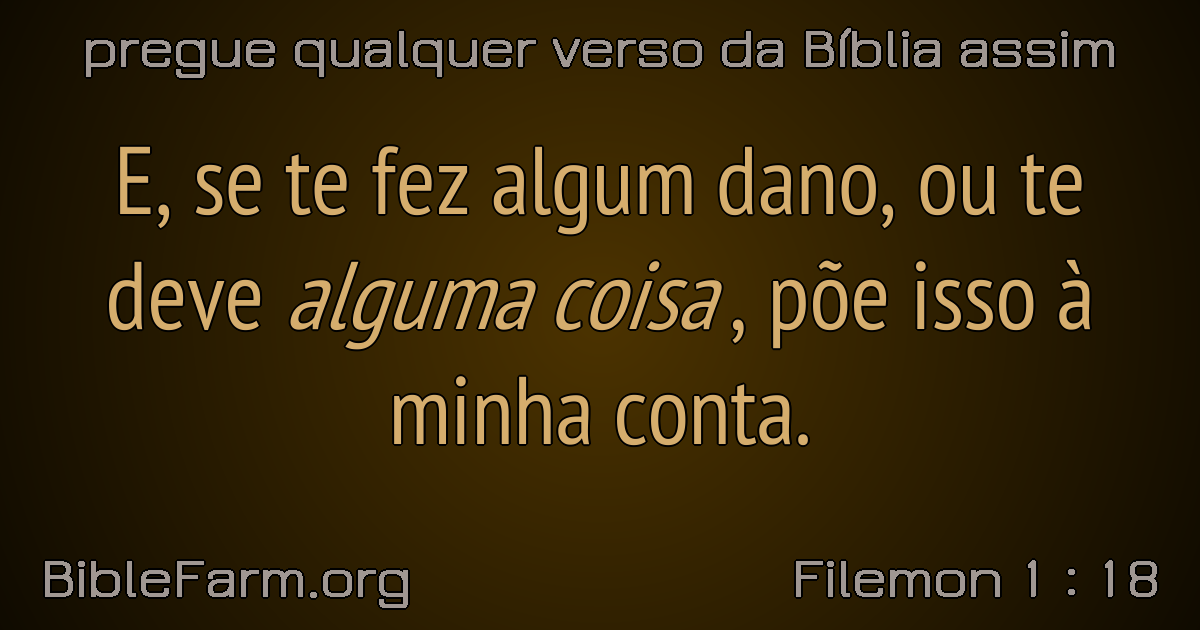 pregue qualquer verso da Bíblia assim
E, se te fez algum dano, ou te
deve alguma coisa , põe isso à
minha conta.
BibleFarm.org
Filemon 1 : 18